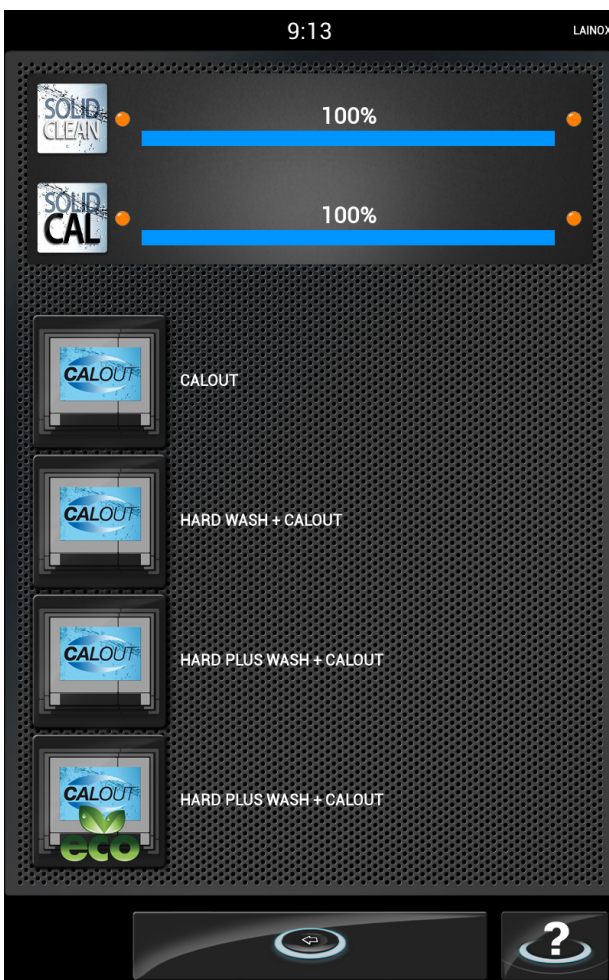 9:13
LAINOX
SOLID
CLEAN
100%
SOLID
CAL
100%
CALOUT
CALOUT
CALOUT
HARD WASH + CALOUT
CALOUT
HARD PLUS WASH + CALOUT
CALOUT
eco
HARD PLUS WASH + CALOUT
?